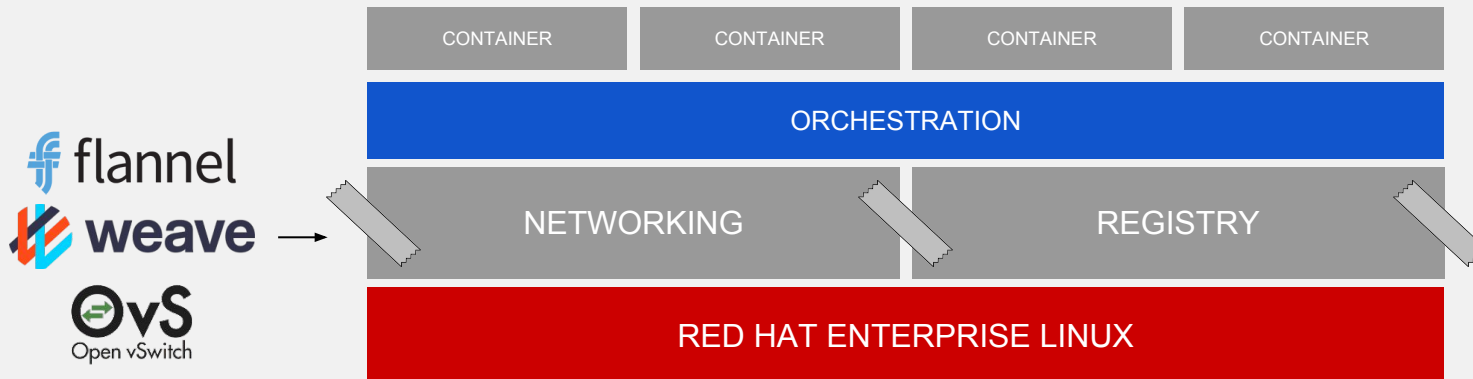 CONTAINER CONTAINER CONTAINER CONTAINER
ORCHESTRATION
flannel
weave
NETWORKING REGISTRY
OvS
Open vSwitch
RED HAT ENTERPRISE LINUX